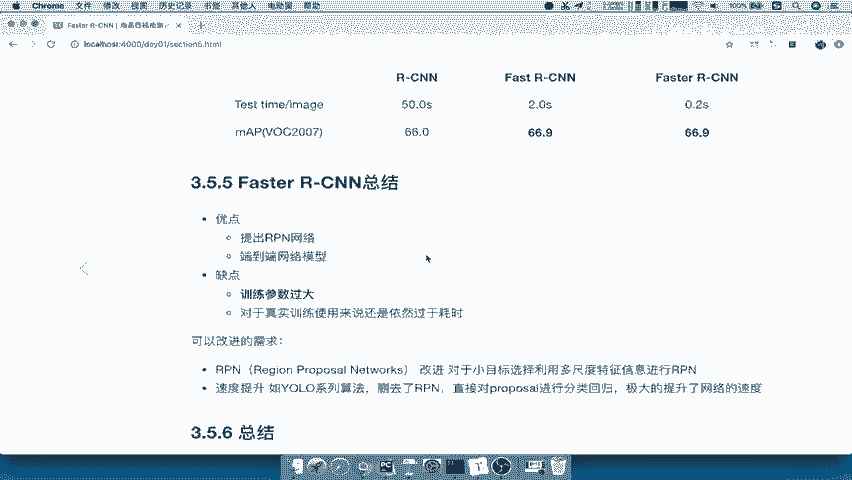 Chrome 文件 修改 视图 历史记录 书签 其他人 电动窗 帮助 100%
Faster R-CNN | 商品目标检测
localhost:4000/day01/section6.html
R-CNN Fast R-CNN Faster R-CNN
Test time/image 50.0s 2.0s 0.2s
mAP(VOC2007) 66.0 66.9 66.9
3.5.5 Faster R-CNN总结
优点
提出RPN网络
端到端网络模型
缺点
训练参数过大
对于真实训练使用来说还是依然过于耗时
可以改进的需求：
RPN（Region Proposal Networks） 改进 对于小目标选择利用多尺度特征信息进行RPN
速度提升 如YOLO系列算法，删去了RPN，直接对proposal进行分类回归，极大的提升了网络的速度
3.5.6 总结